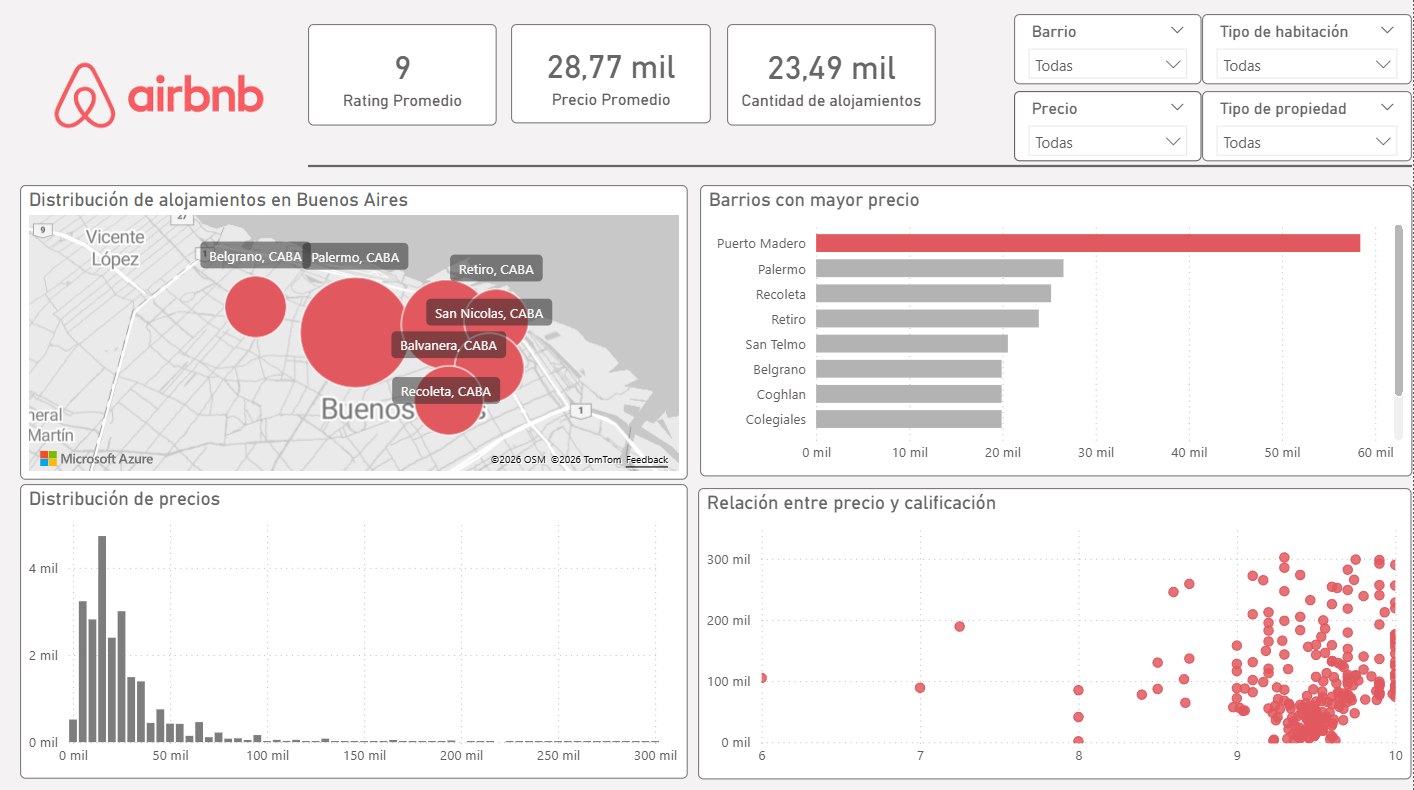 airbnb
9
Rating Promedio
28,77 mil
Precio Promedio
23,49 mil
Cantidad de alojamientos
Barrio
Todas
Tipo de habitación
Todas
Precio
Todas
Tipo de propiedad
Todas
Distribución de alojamientos en Buenos Aires
9
27
1
Vicente
López
Belgrano, CABA
Palermo, CABA
Retiro, CABA
San Nicolas, CABA
Balvanera, CABA
Recoleta, CABA
Buenos
1
neral
Martín
Microsoft Azure
©2026 OSM ©2026 TomTom Feedback
Barrios con mayor precio
Puerto Madero
Palermo
Recoleta
Retiro
San Telmo
Belgrano
Coghlan
Colegiales
0 mil 10 mil 20 mil 30 mil 40 mil 50 mil 60 mil
Distribución de precios
4 mil
2 mil
0 mil
0 mil 50 mil 100 mil 150 mil 200 mil 250 mil 300 mil
Relación entre precio y calificación
300 mil
200 mil
100 mil
0 mil
6 7 8 9 10